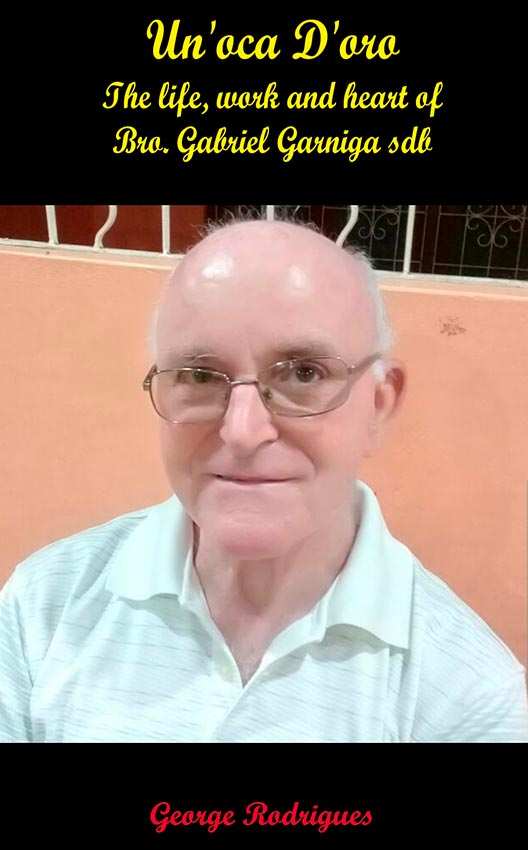 Un'oca D'oro
The life, work and heart of
Bro. Gabriel Garniga sdb
George Rodrigues